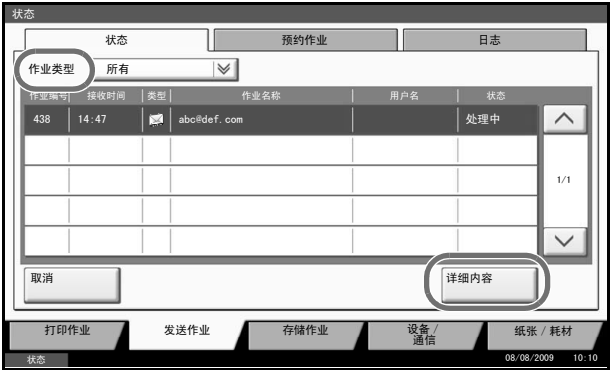 状态
状态 预约作业 日志
作业类型 所有
作业编号 接收时间 类型 作业名称 用户名 状态
438 14:47 abc@def.com 处理中
1/1
取消 详细内容
打印作业 发送作业 存储作业 设备 / 通信 纸张 / 耗材
状态 08/08/2009 10:10